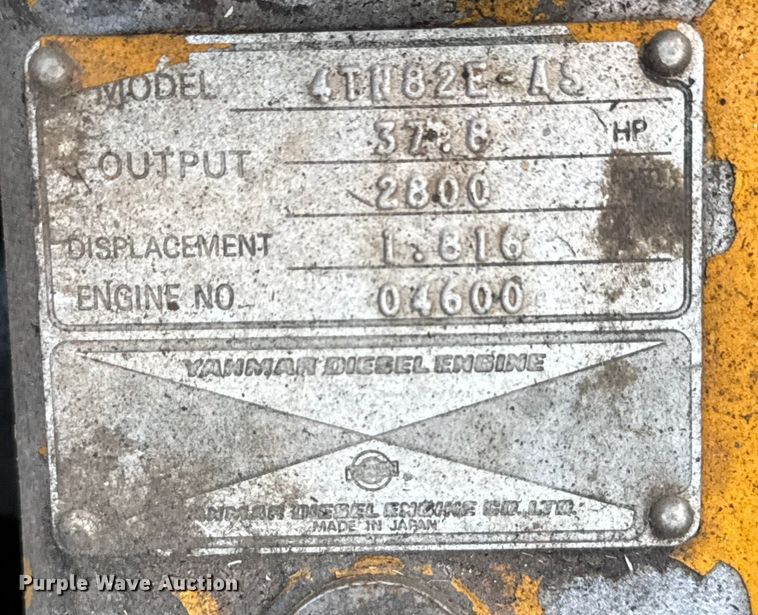 MODEL 4TN82E-AS
OUTPUT 37.8 HP
2800
DISPLACEMENT 1.816
ENGINE NO. 04600
YANMAR DIESEL ENGINE
YANMAR DIESEL ENGINE CO., LTD.
MADE IN JAPAN
Purple Wave Auction